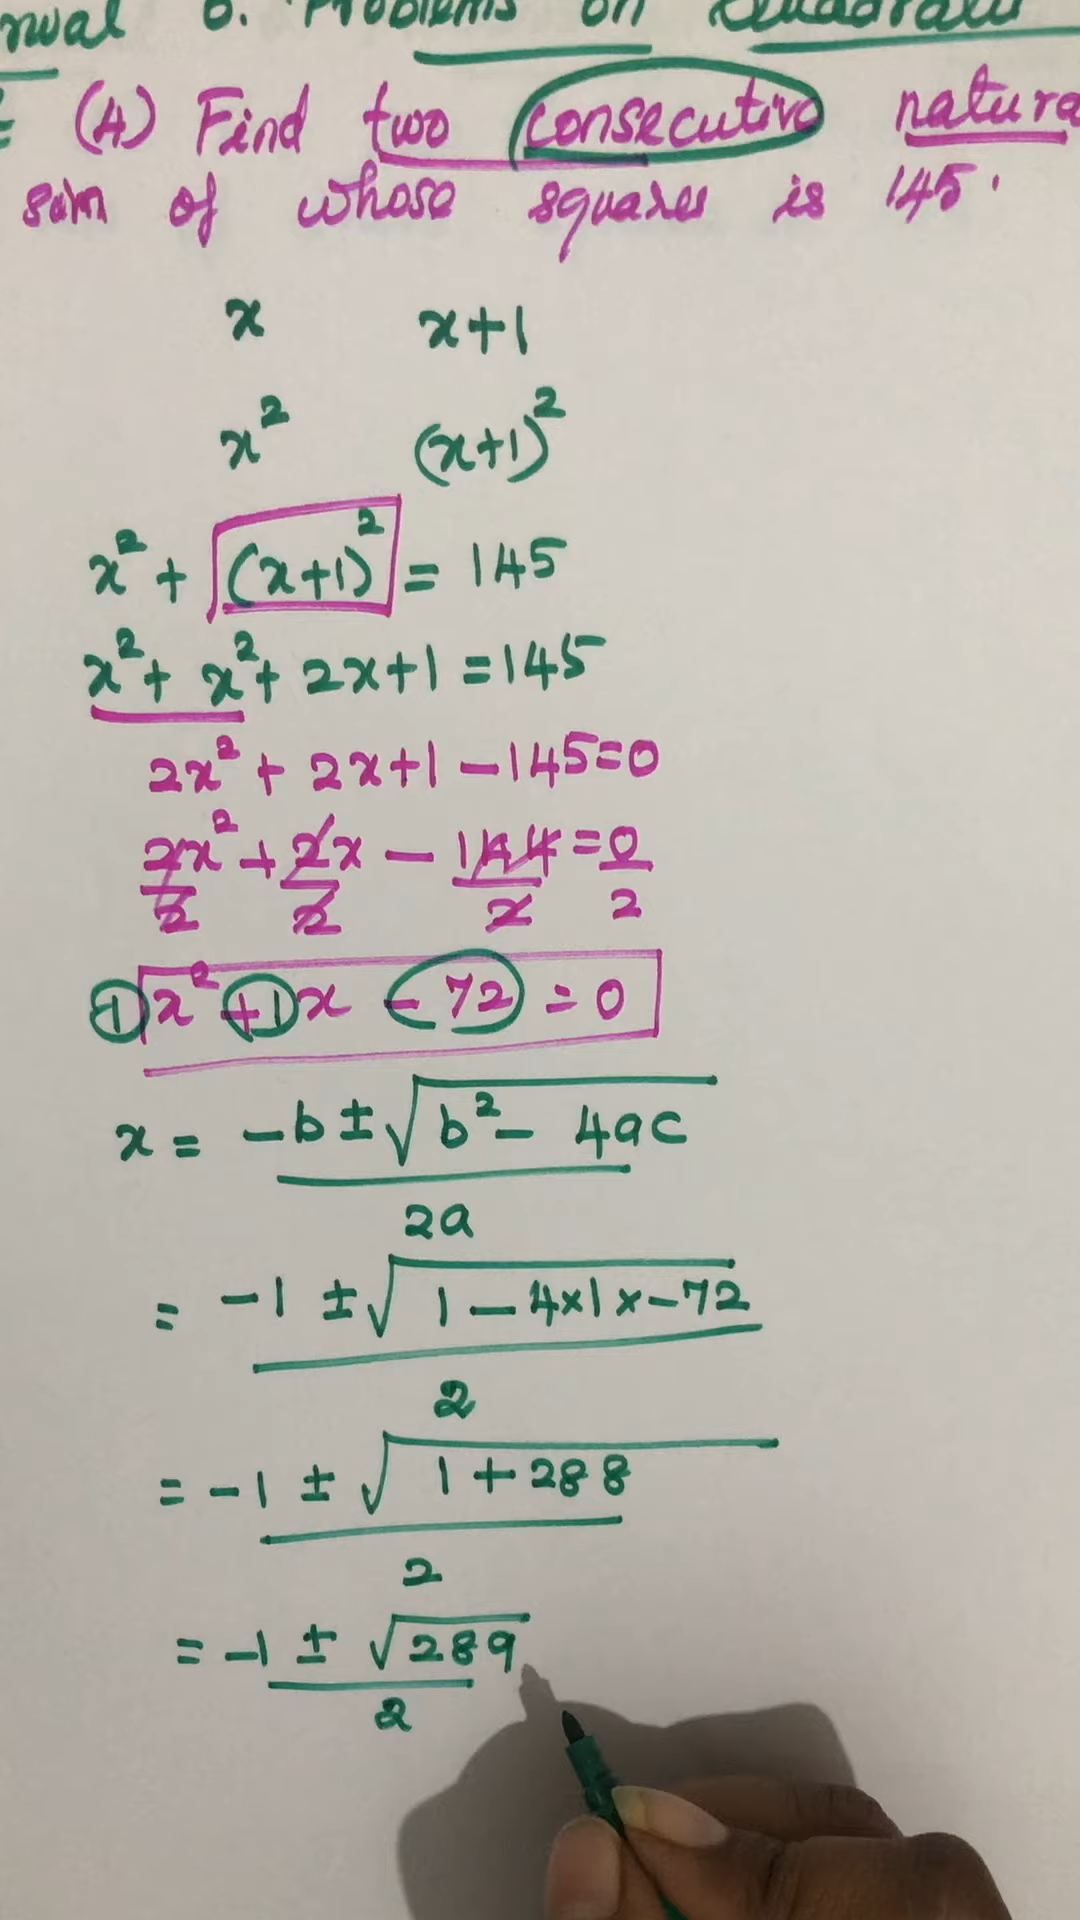 6. Problems on
(4) Find two consecutive natura
sum of whose squares is 145.
x x+1
x² (x+1)²
x² + (x+1)² = 145
x² + x² + 2x+1 = 145
2x² + 2x+1 - 145=0
2x²/2 + 2x/2 - 144/2 = 0/2
1 x² +1x - 72 = 0
x = -b ± √b² - 4ac
2a
= -1 ± √1 - 4×1×-72
2
= -1 ± √1 + 288
2
= -1 ± √289
2